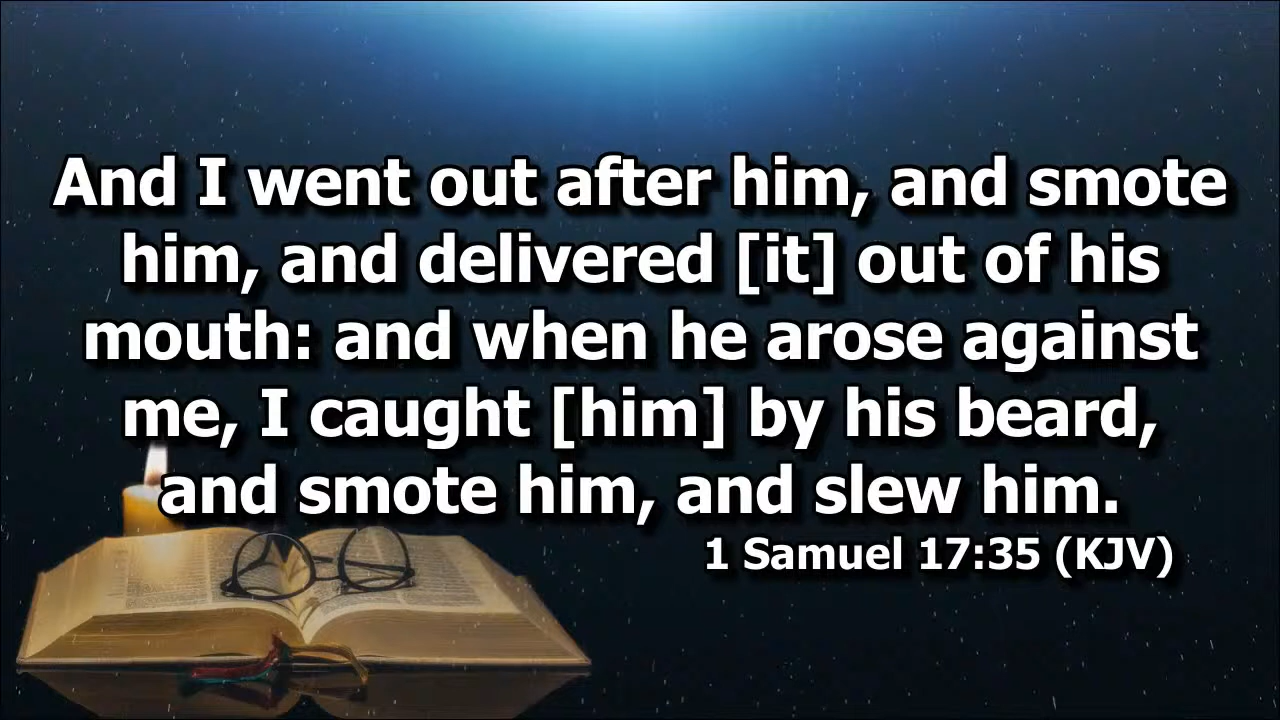 And I went out after him, and smote
him, and delivered [it] out of his
mouth: and when he arose against
me, I caught [him] by his beard,
and smote him, and slew him.
1 Samuel 17:35 (KJV)